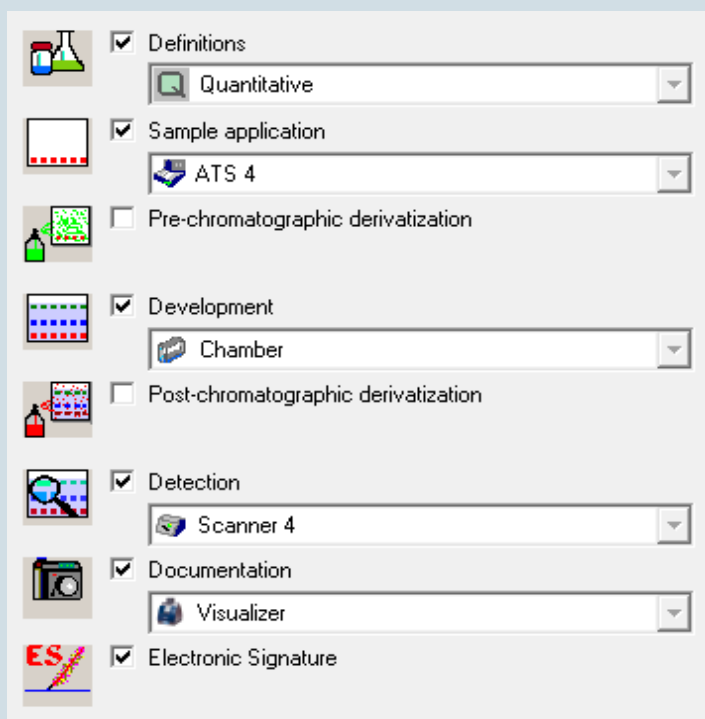 Definitions
Quantitative
Sample application
ATS 4
Pre-chromatographic derivatization
Development
Chamber
Post-chromatographic derivatization
Detection
Scanner 4
Documentation
Visualizer
ES Electronic Signature